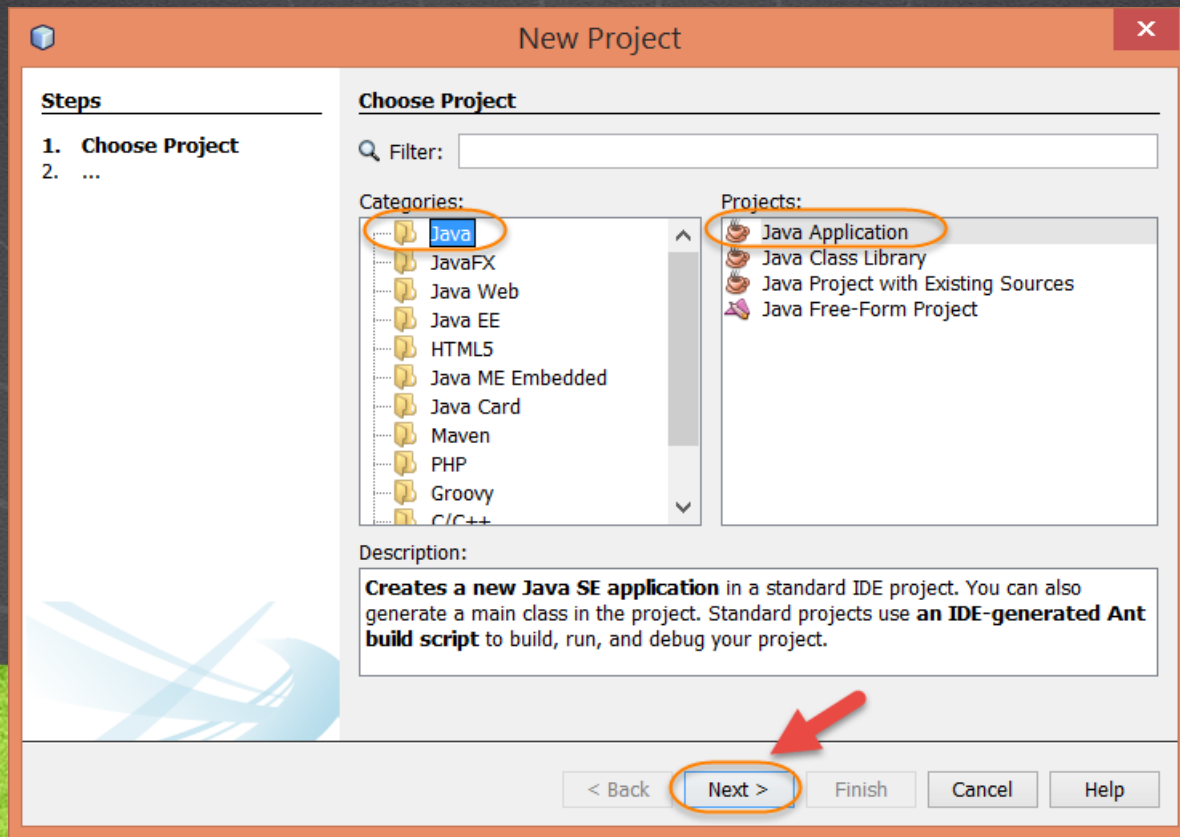 New Project
Steps
1. Choose Project
2. ...
Choose Project
Filter:
Categories:
Java
JavaFX
Java Web
Java EE
HTML5
Java ME Embedded
Java Card
Maven
PHP
Groovy
C/C++
Projects:
Java Application
Java Class Library
Java Project with Existing Sources
Java Free-Form Project
Description:
Creates a new Java SE application in a standard IDE project. You can also
generate a main class in the project. Standard projects use an IDE-generated Ant
build script to build, run, and debug your project.
< Back
Next >
Finish
Cancel
Help